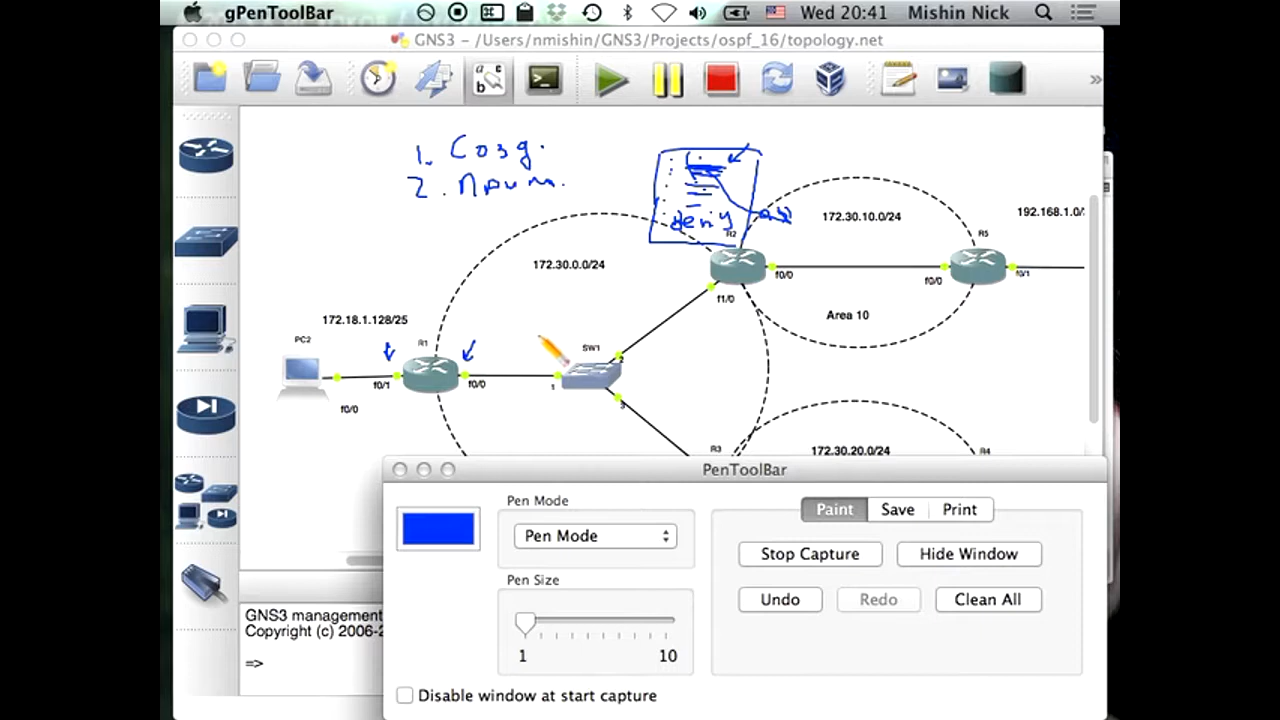 gPenToolBar
Wed 20:41 Mishin Nick
GNS3 – /Users/nmishin/GNS3/Projects/ospf_16/topology.net
1. Созд.
2. Прим.
deny
172.30.0.0/24
172.30.10.0/24
192.168.1.0/
R2
R5
f0/0
f0/0
f0/1
f1/0
Area 10
172.18.1.128/25
PC2
R1
SW1
f0/1
f0/0
1
2
3
f0/0
R3
172.30.20.0/24
R4
PenToolBar
Pen Mode
Pen Mode
Paint Save Print
Stop Capture Hide Window
Pen Size
Undo Redo Clean All
1 10
Disable window at start capture
GNS3 management
Copyright (c) 2006-2
=>